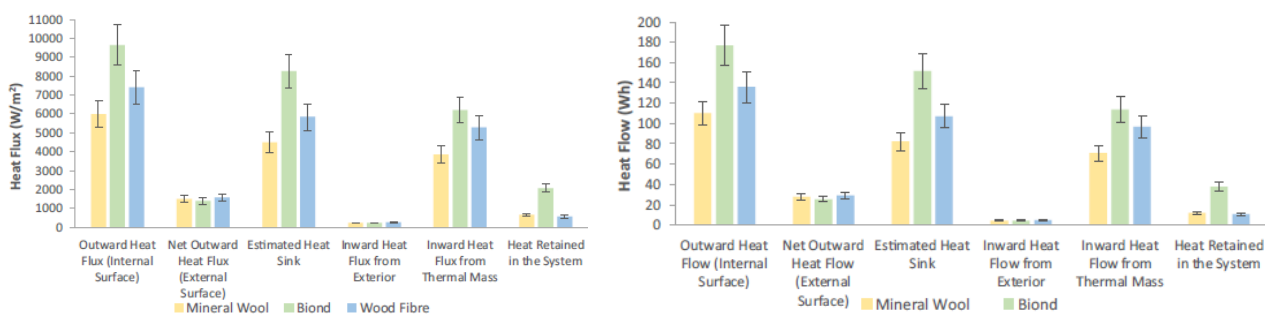 11000
10000
9000
8000
7000
6000
5000
4000
3000
2000
1000
0
Heat Flux (W/m²)
Outward Heat
Flux (Internal
Surface)
Net Outward
Heat Flux
(External
Surface)
Estimated Heat
Sink
Inward Heat
Flux from
Exterior
Inward Heat
Flux from
Thermal Mass
Heat Retained
in the System
Mineral Wool Biond Wood Fibre
200
180
160
140
120
100
80
60
40
20
0
Heat Flow (Wh)
Outward Heat
Flow (Internal
Surface)
Net Outward
Heat Flow
(External
Surface)
Estimated Heat
Sink
Inward Heat
Flow from
Exterior
Inward Heat
Flow from
Thermal Mass
Heat Retained
in the System
Mineral Wool Biond